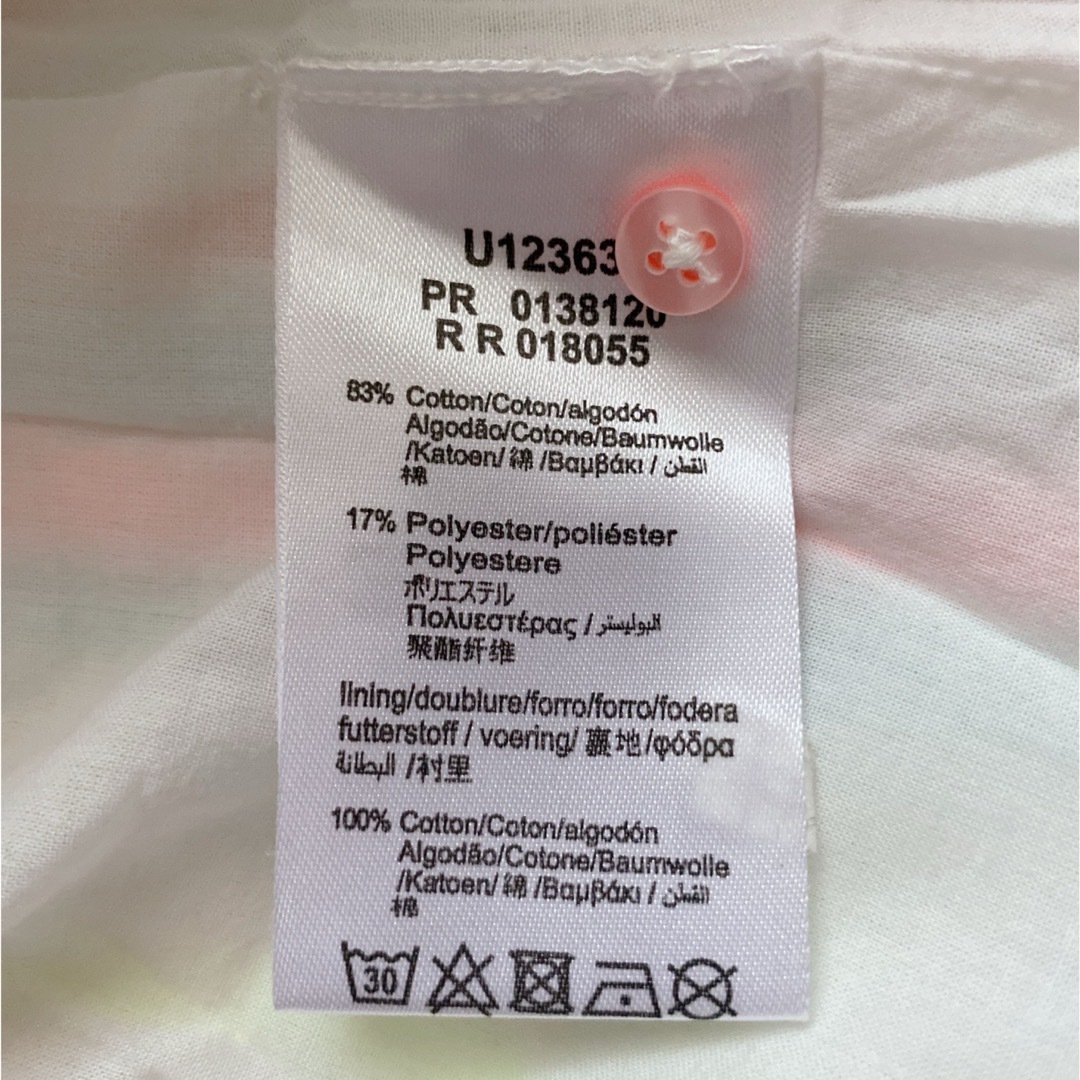 U12363
PR 0138120
R R 018055
83% Cotton/Coton/algodón
Algodão/Cotone/Baumwolle
/Katoen/ 綿 /Βαμβάκι / القطن
棉
17% Polyester/poliéster
Polyestere
ポリエステル
Πολυεστέρας / البوليستر
聚酯纤维
lining/doublure/forro/forro/fodera
futterstoff / voering/ 裏地/φόδρα
البطانة /衬里
100% Cotton/Coton/algodón
Algodão/Cotone/Baumwolle
/Katoen/ 綿 /Βαμβάκι / القطن
棉
30